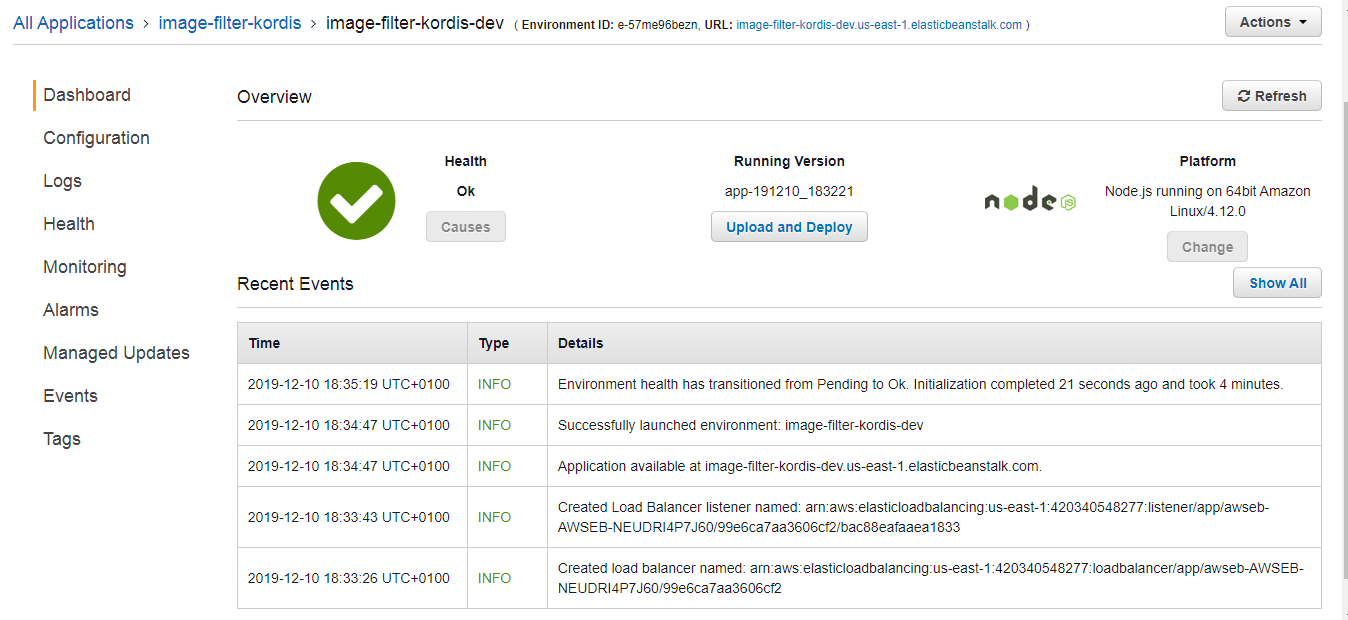 All Applications › image-filter-kordis › image-filter-kordis-dev ( Environment ID: e-57me96bezn, URL: image-filter-kordis-dev.us-east-1.elasticbeanstalk.com )
Actions
Dashboard
Configuration
Logs
Health
Monitoring
Alarms
Managed Updates
Events
Tags
Overview
Refresh
Health
Ok
Causes
Running Version
app-191210_183221
Upload and Deploy
node JS
Platform
Node.js running on 64bit Amazon
Linux/4.12.0
Change
Recent Events
Show All
Time Type Details
2019-12-10 18:35:19 UTC+0100 INFO Environment health has transitioned from Pending to Ok. Initialization completed 21 seconds ago and took 4 minutes.
2019-12-10 18:34:47 UTC+0100 INFO Successfully launched environment: image-filter-kordis-dev
2019-12-10 18:34:47 UTC+0100 INFO Application available at image-filter-kordis-dev.us-east-1.elasticbeanstalk.com.
2019-12-10 18:33:43 UTC+0100 INFO Created Load Balancer listener named: arn:aws:elasticloadbalancing:us-east-1:420340548277:listener/app/awseb-
AWSEB-NEUDRI4P7J60/99e6ca7aa3606cf2/bac88eafaaea1833
2019-12-10 18:33:26 UTC+0100 INFO Created load balancer named: arn:aws:elasticloadbalancing:us-east-1:420340548277:loadbalancer/app/awseb-AWSEB-
NEUDRI4P7J60/99e6ca7aa3606cf2